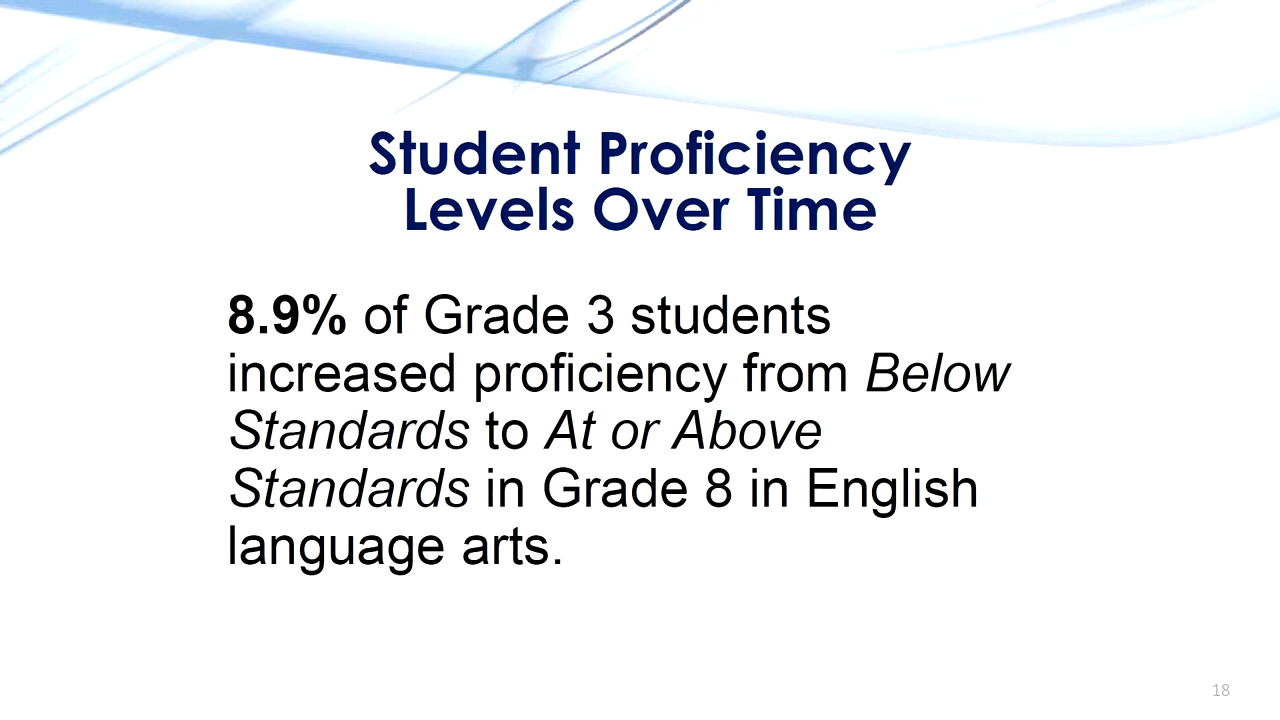 Student Proficiency
Levels Over Time
8.9% of Grade 3 students
increased proficiency from Below
Standards to At or Above
Standards in Grade 8 in English
language arts.
18